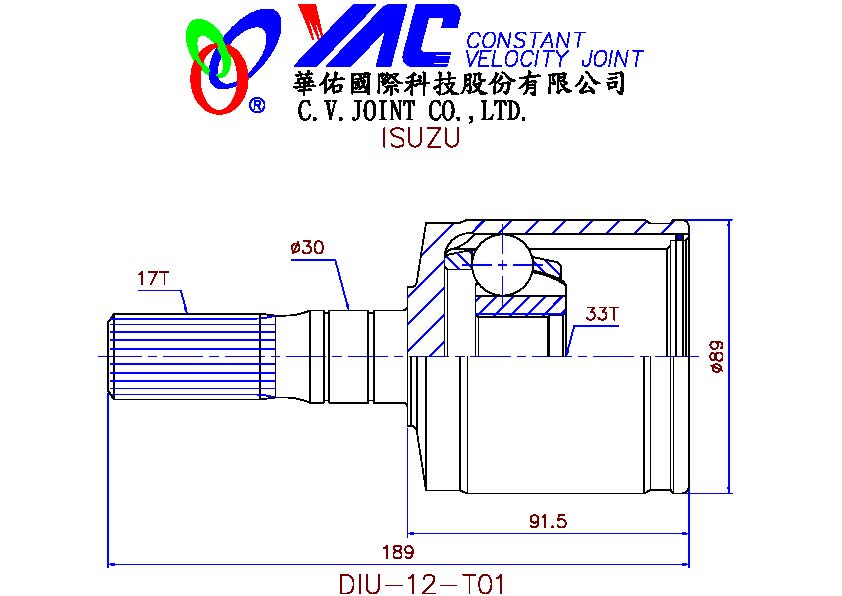 YAC CONSTANT
VELOCITY JOINT
®
華佑國際科技股份有限公司
C.V.JOINT CO.,LTD.
ISUZU
ø30
17T
33T
ø89
91.5
189
DIU-12-T01